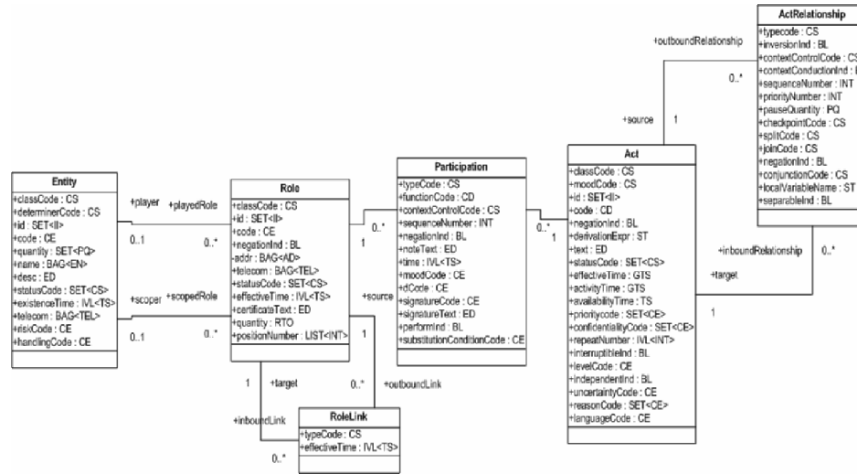 ActRelationship
+typecode : CS
+inversionInd : BL
+contextControlCode : CS
+contextConductionInd :
+sequenceNumber : INT
+priorityNumber : INT
+pauseQuantity : PQ
+checkpointCode : CS
+splitCode : CS
+joinCode : CS
+negationInd : BL
+conjunctionCode : CS
+localVariableName : ST
+separableInd : BL
+outboundRelationship
0..*
+source
1
Act
+classCode : CS
+moodCode : CS
+id : SET<II>
+code : CD
+negationInd : BL
+derivationExpr : ST
+text : ED
+statusCode : SET<CS>
+effectiveTime : GTS
+activityTime : GTS
+availabilityTime : TS
+prioritycode : SET<CE>
+confidentialityCode : SET<CE>
+repeatNumber : IVL<INT>
+interruptibleInd : BL
+levelCode : CE
+independentInd : BL
+uncertaintyCode : CE
+reasonCode : SET<CE>
+languageCode : CE
+inboundRelationship
0..*
+target
1
Participation
+typeCode : CS
+functionCode : CD
+contextControlCode : CS
+sequenceNumber : INT
+negationInd : BL
+noteText : ED
+time : IVL<TS>
+moodCode : CE
+dCode : CE
+signatureCode : CE
+signatureText : ED
+performInd : BL
+substitutionConditionCode : CE
0..*
1
0..*
1
Entity
+classCode : CS
+determinerCode : CS
+id : SET<II>
+code : CE
+quantity : SET<PQ>
+name : BAG<EN>
+desc : ED
+statusCode : SET<CS>
+existenceTime : IVL<TS>
+telecom : BAG<TEL>
+riskCode : CE
+handlingCode : CE
+player
+playedRole
0..1
0..*
+scoper
+scopedRole
0..1
0..*
Role
+classCode : CS
+id : SET<II>
+code : CE
+negationInd : BL
-addr : BAG<AD>
+telecom : BAG<TEL>
+statusCode : SET<CS>
+effectiveTime : IVL<TS>
+certificateText : ED
+quantity : RTO
+positionNumber : LIST<INT>
+source
1
1
+target
0..*
+outboundLink
+inboundLink
0..*
RoleLink
+typeCode : CS
+effectiveTime : IVL<TS>